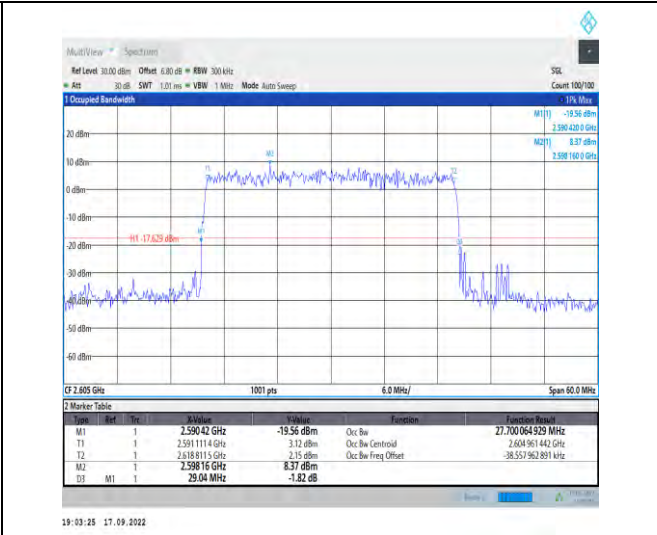 MultiView Spectrum
Ref Level 30.00 dBm Offset 6.80 dB RBW 300 kHz SGL
Att 30 dB SWT 1.01 ms VBW 1 MHz Mode Auto Sweep Count 100/100
1 Occupied Bandwidth 1Pk Max
M1(1) -19.56 dBm
2.590 420 0 GHz
M2(1) 8.37 dBm
2.598 160 0 GHz
20 dBm
M2
T1 T2
10 dBm
0 dBm
-10 dBm
M1
H1 -17.629 dBm
-20 dBm
-30 dBm
-40 dBm
-50 dBm
-60 dBm
CF 2.605 GHz 1001 pts 6.0 MHz/ Span 60.0 MHz
2 Marker Table
Type Ref Trc X-Value Y-Value Function Function Result
M1 1 2.590 42 GHz -19.56 dBm Occ Bw 27.700 064 929 MHz
T1 1 2.591 111 4 GHz 3.12 dBm Occ Bw Centroid 2.604 961 442 GHz
T2 1 2.618 811 5 GHz 2.15 dBm Occ Bw Freq Offset -38.557 962 891 kHz
M2 1 2.598 16 GHz 8.37 dBm
D3 M1 1 29.04 MHz -1.82 dB
19:03:25 17.09.2022